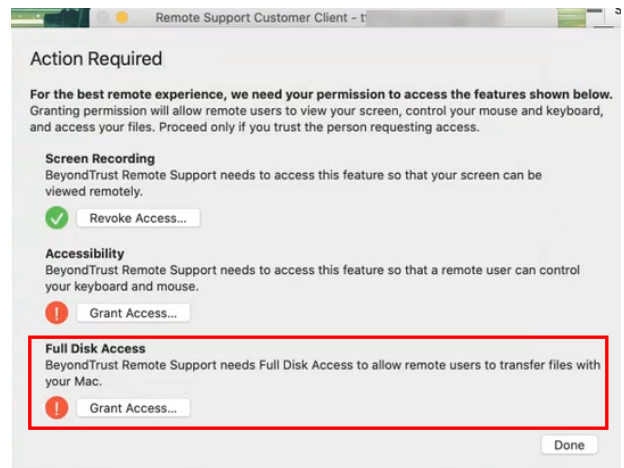 Remote Support Customer Client -
Action Required
For the best remote experience, we need your permission to access the features shown below.
Granting permission will allow remote users to view your screen, control your mouse and keyboard,
and access your files. Proceed only if you trust the person requesting access.
Screen Recording
BeyondTrust Remote Support needs to access this feature so that your screen can be
viewed remotely.
Revoke Access...
Accessibility
BeyondTrust Remote Support needs to access this feature so that a remote user can control
your keyboard and mouse.
Grant Access...
Full Disk Access
BeyondTrust Remote Support needs Full Disk Access to allow remote users to transfer files with
your Mac.
Grant Access...
Done